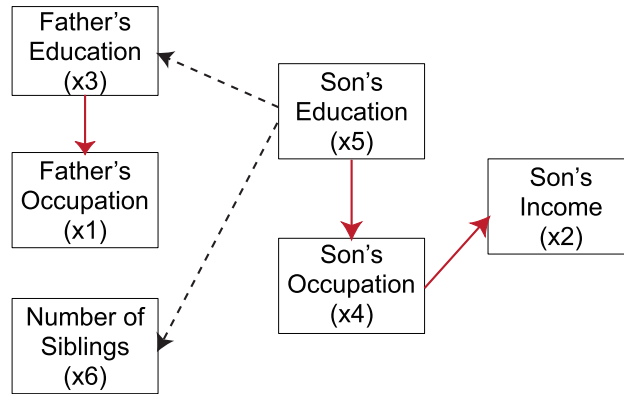 Father's
Education
(x3)
Son's
Education
(x5)
Father's
Occupation
(x1)
Son's
Income
(x2)
Son's
Occupation
(x4)
Number of
Siblings
(x6)